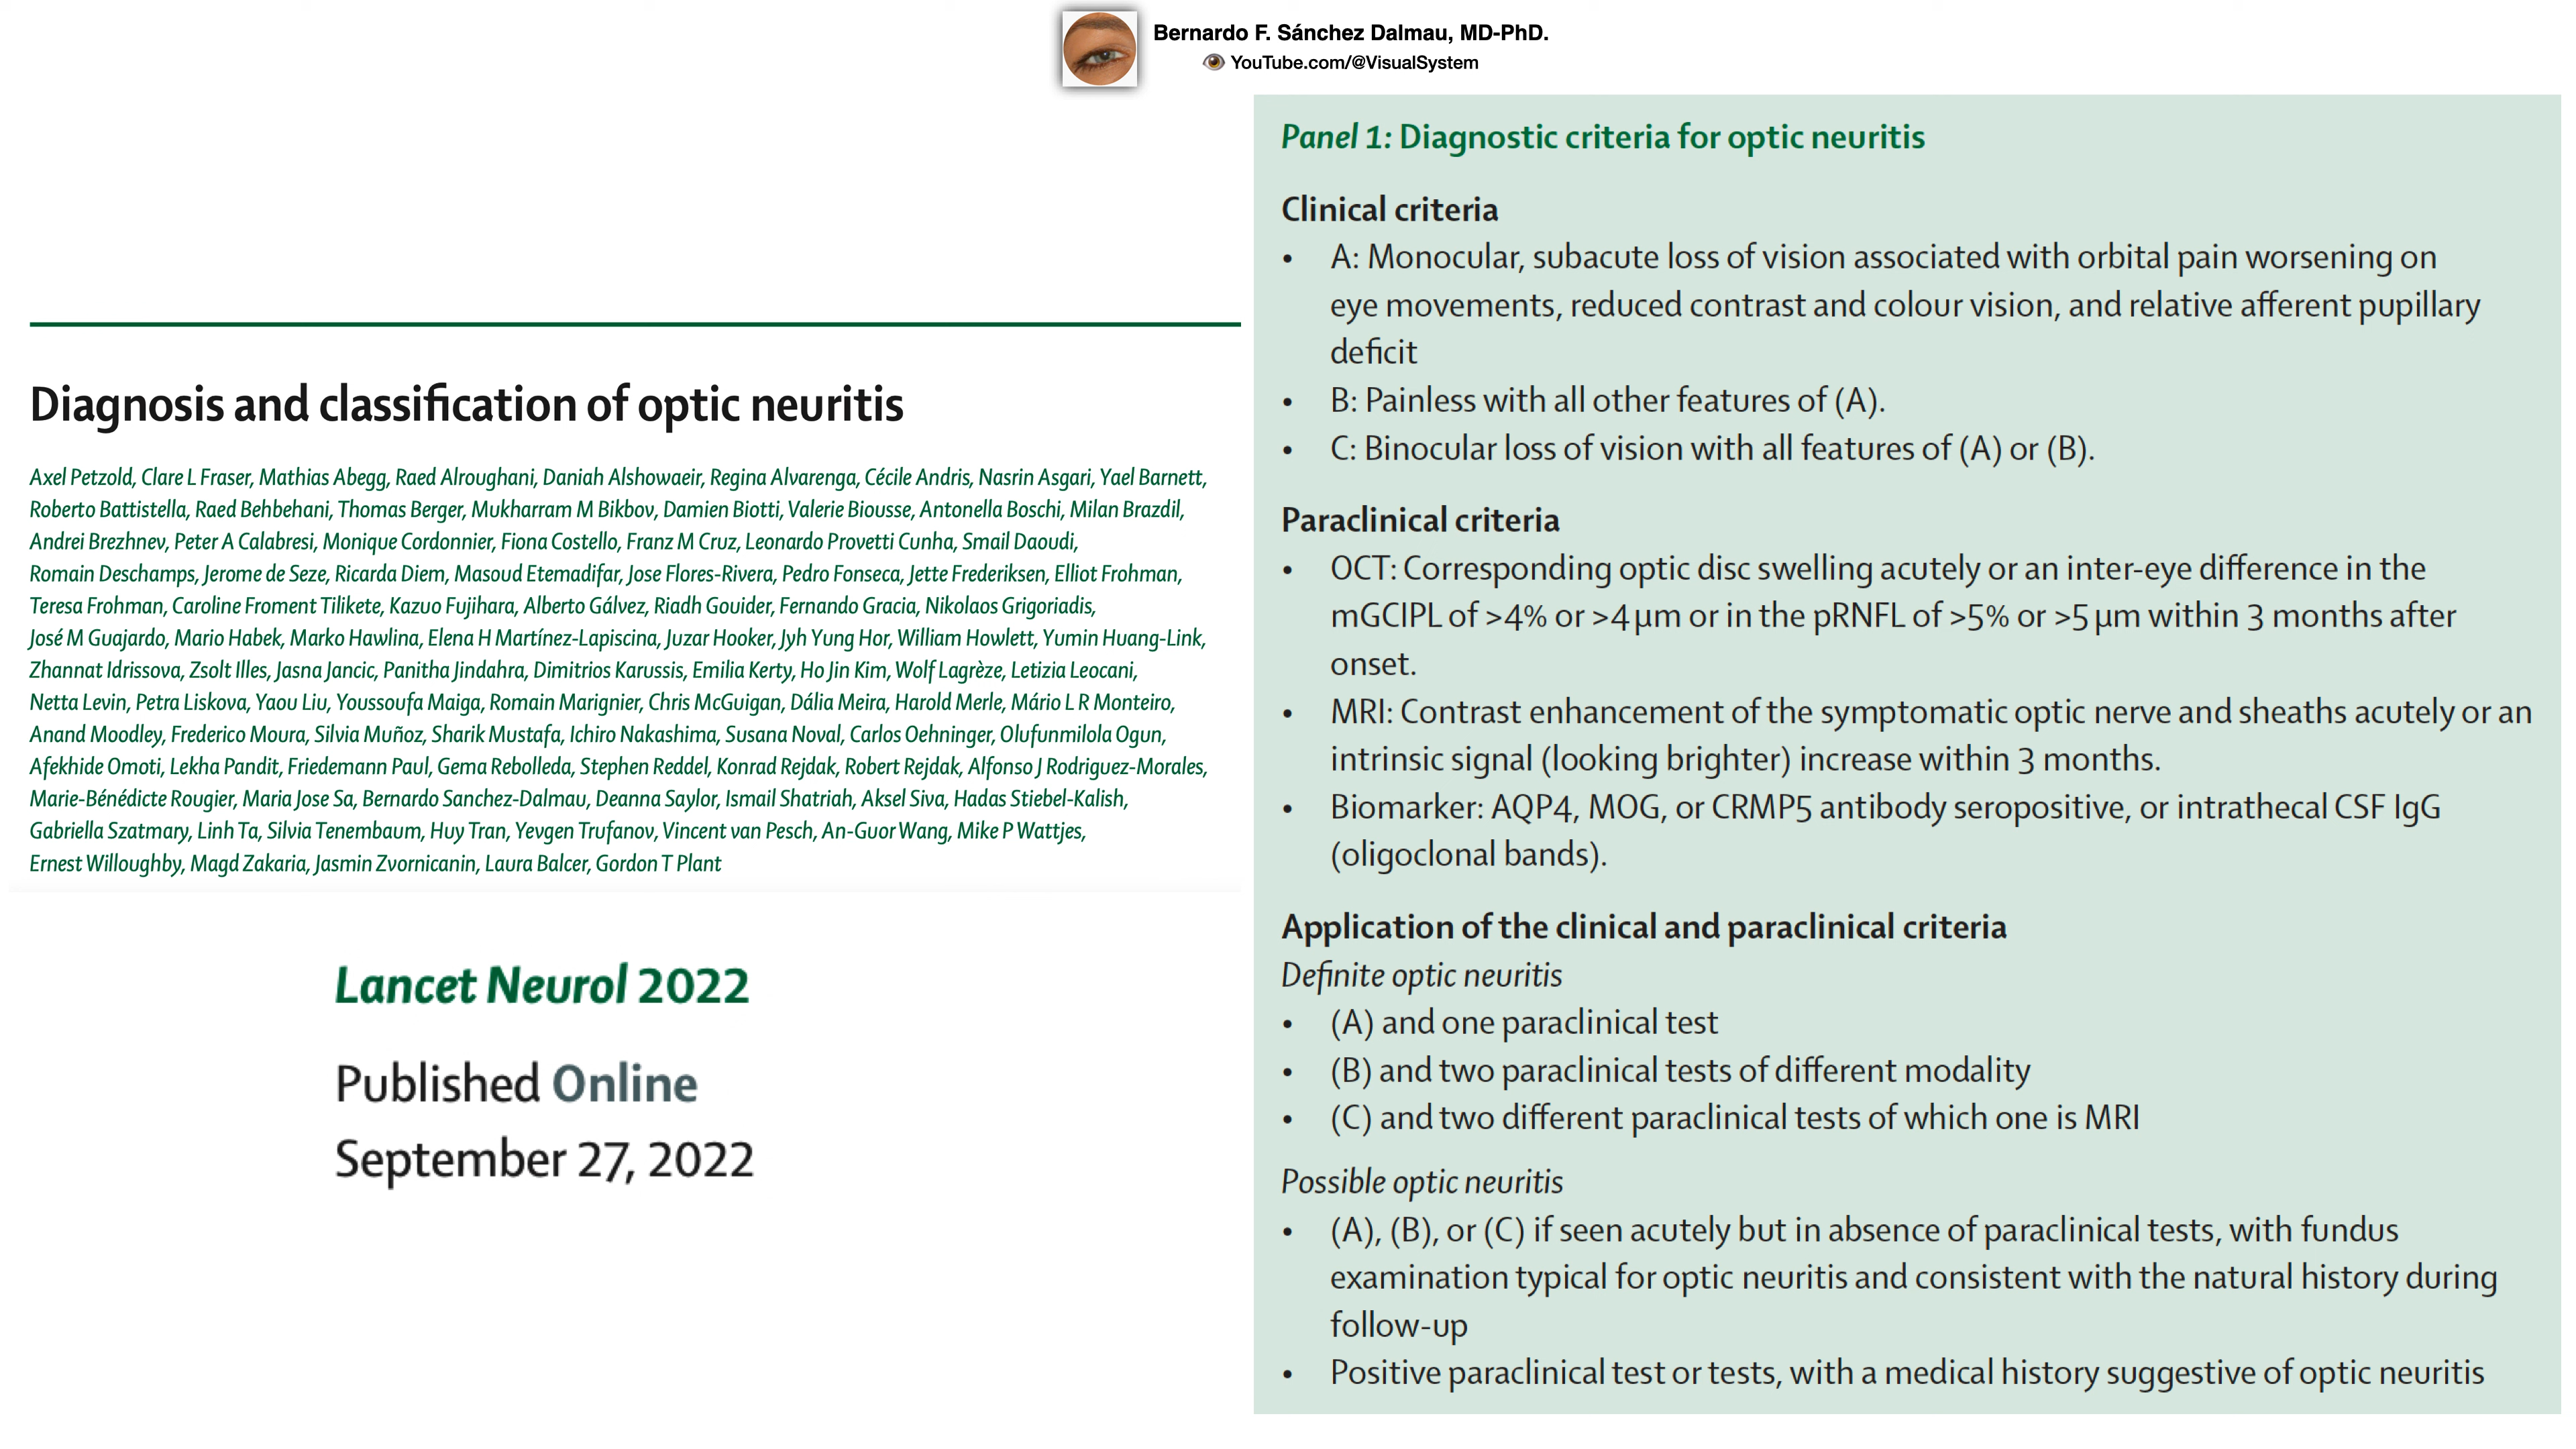 Bernardo F. Sánchez Dalmau, MD-PhD.
YouTube.com/@VisualSystem
Diagnosis and classification of optic neuritis
Axel Petzold, Clare L Fraser, Mathias Abegg, Raed Alroughani, Daniah Alshowaeir, Regina Alvarenga, Cécile Andris, Nasrin Asgari, Yael Barnett,
Roberto Battistella, Raed Behbehani, Thomas Berger, Mukharram M Bikbov, Damien Biotti, Valerie Biousse, Antonella Boschi, Milan Brazdil,
Andrei Brezhnev, Peter A Calabresi, Monique Cordonnier, Fiona Costello, Franz M Cruz, Leonardo Provetti Cunha, Smail Daoudi,
Romain Deschamps, Jerome de Seze, Ricarda Diem, Masoud Etemadifar, Jose Flores-Rivera, Pedro Fonseca, Jette Frederiksen, Elliot Frohman,
Teresa Frohman, Caroline Froment Tilikete, Kazuo Fujihara, Alberto Gálvez, Riadh Gouider, Fernando Gracia, Nikolaos Grigoriadis,
José M Guajardo, Mario Habek, Marko Hawlina, Elena H Martínez-Lapiscina, Juzar Hooker, Jyh Yung Hor, William Howlett, Yumin Huang-Link,
Zhannat Idrissova, Zsolt Illes, Jasna Jancic, Panitha Jindahra, Dimitrios Karussis, Emilia Kerty, Ho Jin Kim, Wolf Lagrèze, Letizia Leocani,
Netta Levin, Petra Liskova, Yaou Liu, Youssoufa Maiga, Romain Marignier, Chris McGuigan, Dália Meira, Harold Merle, Mário L R Monteiro,
Anand Moodley, Frederico Moura, Silvia Muñoz, Sharik Mustafa, Ichiro Nakashima, Susana Noval, Carlos Oehninger, Olufunmilola Ogun,
Afekhide Omoti, Lekha Pandit, Friedemann Paul, Gema Rebolleda, Stephen Reddel, Konrad Rejdak, Robert Rejdak, Alfonso J Rodriguez-Morales,
Marie-Bénédicte Rougier, Maria Jose Sa, Bernardo Sanchez-Dalmau, Deanna Saylor, Ismail Shatriah, Aksel Siva, Hadas Stiebel-Kalish,
Gabriella Szatmary, Linh Ta, Silvia Tenembaum, Huy Tran, Yevgen Trufanov, Vincent van Pesch, An-Guor Wang, Mike P Wattjes,
Ernest Willoughby, Magd Zakaria, Jasmin Zvornicanin, Laura Balcer, Gordon T Plant
Lancet Neurol 2022
Published Online
September 27, 2022
Panel 1: Diagnostic criteria for optic neuritis
Clinical criteria
• A: Monocular, subacute loss of vision associated with orbital pain worsening on
eye movements, reduced contrast and colour vision, and relative afferent pupillary
deficit
• B: Painless with all other features of (A).
• C: Binocular loss of vision with all features of (A) or (B).
Paraclinical criteria
• OCT: Corresponding optic disc swelling acutely or an inter-eye difference in the
mGCIPL of >4% or >4 µm or in the pRNFL of >5% or >5 µm within 3 months after
onset.
• MRI: Contrast enhancement of the symptomatic optic nerve and sheaths acutely or an
intrinsic signal (looking brighter) increase within 3 months.
• Biomarker: AQP4, MOG, or CRMP5 antibody seropositive, or intrathecal CSF IgG
(oligoclonal bands).
Application of the clinical and paraclinical criteria
Definite optic neuritis
• (A) and one paraclinical test
• (B) and two paraclinical tests of different modality
• (C) and two different paraclinical tests of which one is MRI
Possible optic neuritis
• (A), (B), or (C) if seen acutely but in absence of paraclinical tests, with fundus
examination typical for optic neuritis and consistent with the natural history during
follow-up
• Positive paraclinical test or tests, with a medical history suggestive of optic neuritis